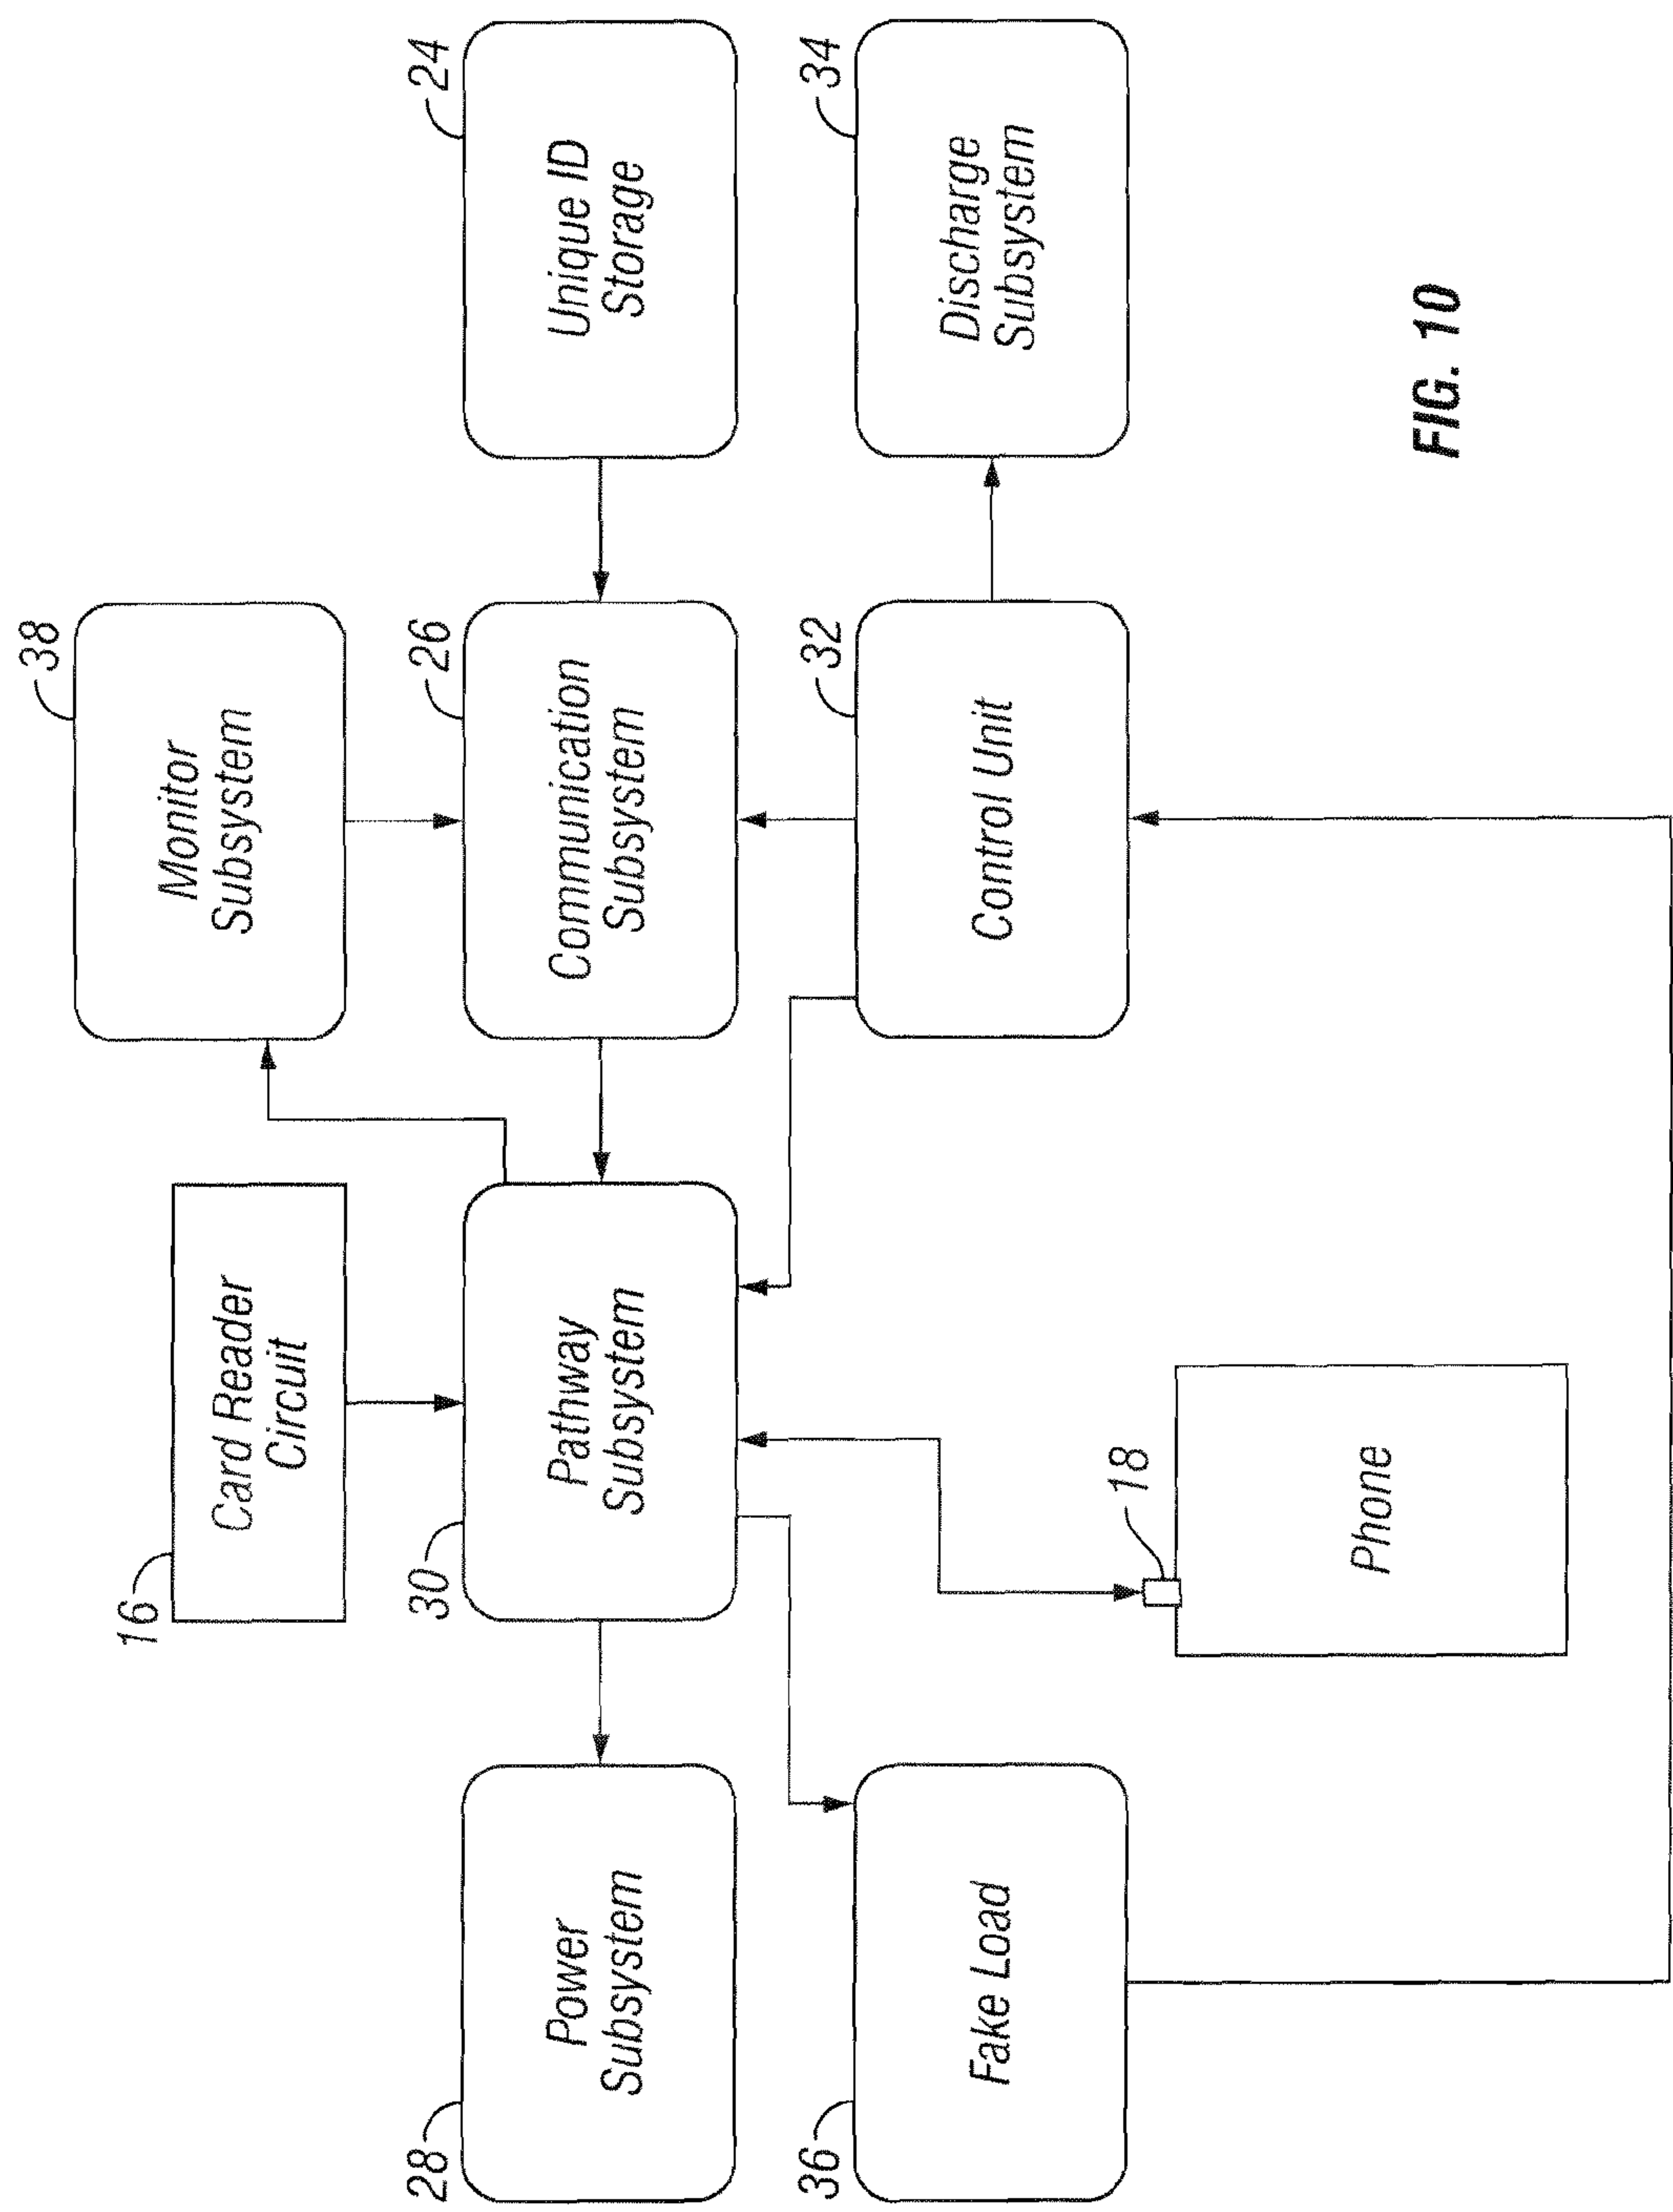 16
Card Reader
Circuit
38
Monitor
Subsystem
28
Power
Subsystem
30
Pathway
Subsystem
26
Communication
Subsystem
24
Unique ID
Storage
36
Fake Load
32
Control Unit
34
Discharge
Subsystem
18
Phone
FIG. 10